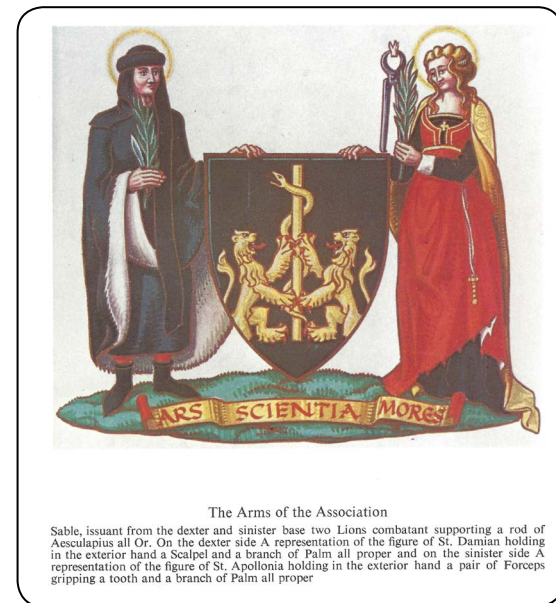 ARS SCIENTIA MORES
The Arms of the Association
Sable, issuant from the dexter and sinister base two Lions combatant supporting a rod of
Aesculapius all Or. On the dexter side A representation of the figure of St. Damian holding
in the exterior hand a Scalpel and a branch of Palm all proper and on the sinister side A
representation of the figure of St. Apollonia holding in the exterior hand a pair of Forceps
gripping a tooth and a branch of Palm all proper